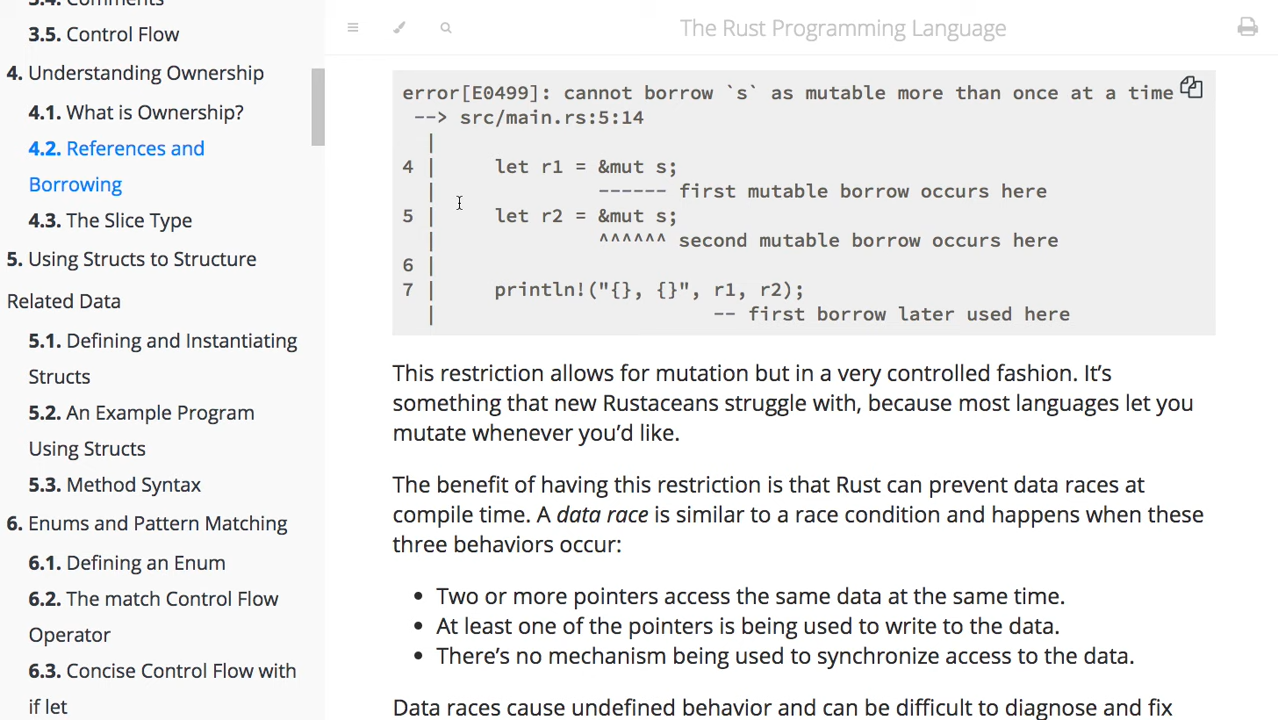 3.4. Comments
3.5. Control Flow
4. Understanding Ownership
4.1. What is Ownership?
4.2. References and
Borrowing
4.3. The Slice Type
5. Using Structs to Structure
Related Data
5.1. Defining and Instantiating
Structs
5.2. An Example Program
Using Structs
5.3. Method Syntax
6. Enums and Pattern Matching
6.1. Defining an Enum
6.2. The match Control Flow
Operator
6.3. Concise Control Flow with
if let
The Rust Programming Language
error[E0499]: cannot borrow `s` as mutable more than once at a time
 --> src/main.rs:5:14
  |
4 |     let r1 = &mut s;
  |              ------ first mutable borrow occurs here
5 |     let r2 = &mut s;
  |              ^^^^^^ second mutable borrow occurs here
6 |
7 |     println!("{}, {}", r1, r2);
  |                        -- first borrow later used here
This restriction allows for mutation but in a very controlled fashion. It’s
something that new Rustaceans struggle with, because most languages let you
mutate whenever you’d like.
The benefit of having this restriction is that Rust can prevent data races at
compile time. A data race is similar to a race condition and happens when these
three behaviors occur:
• Two or more pointers access the same data at the same time.
• At least one of the pointers is being used to write to the data.
• There’s no mechanism being used to synchronize access to the data.
Data races cause undefined behavior and can be difficult to diagnose and fix